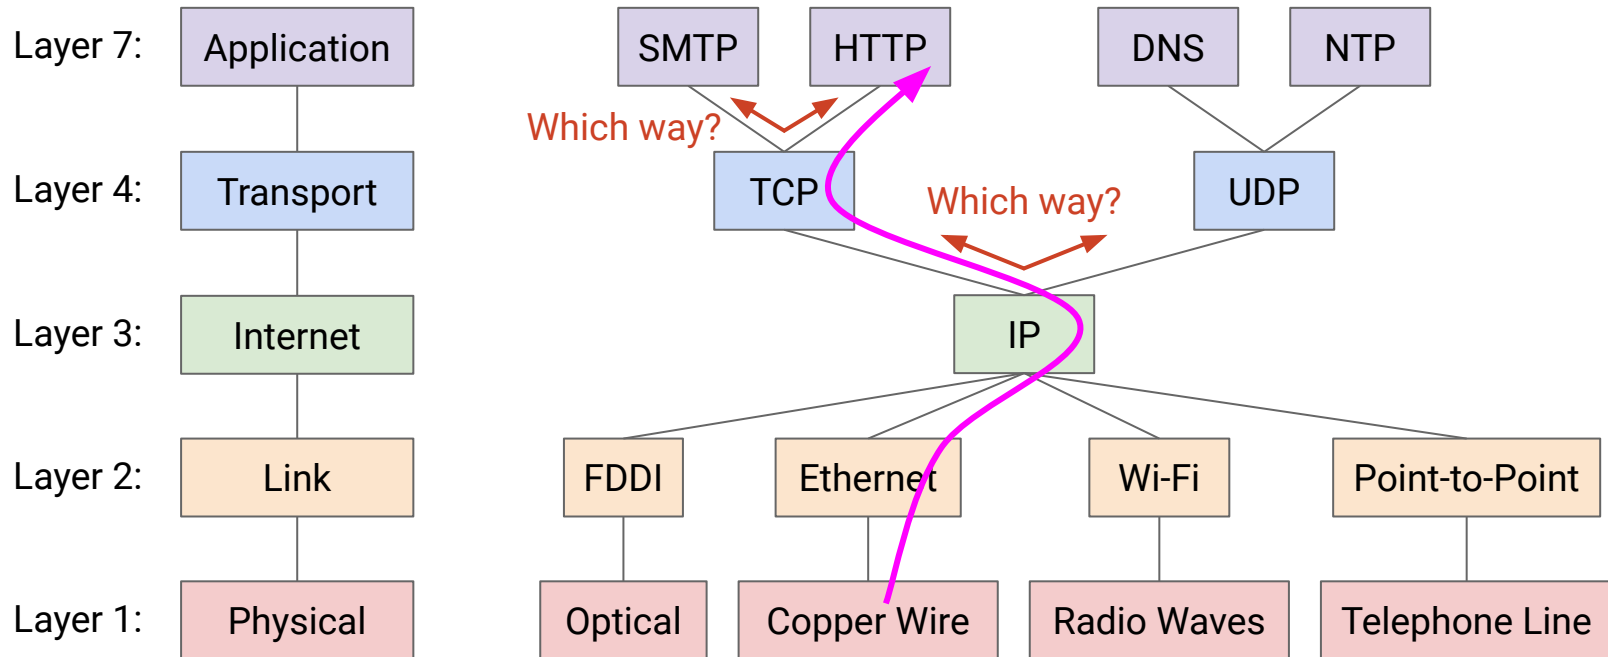 Layer 7:
Application
SMTP
HTTP
DNS
NTP
Which way?
Layer 4:
Transport
TCP
Which way?
UDP
Layer 3:
Internet
IP
Layer 2:
Link
FDDI
Ethernet
Wi-Fi
Point-to-Point
Layer 1:
Physical
Optical
Copper Wire
Radio Waves
Telephone Line